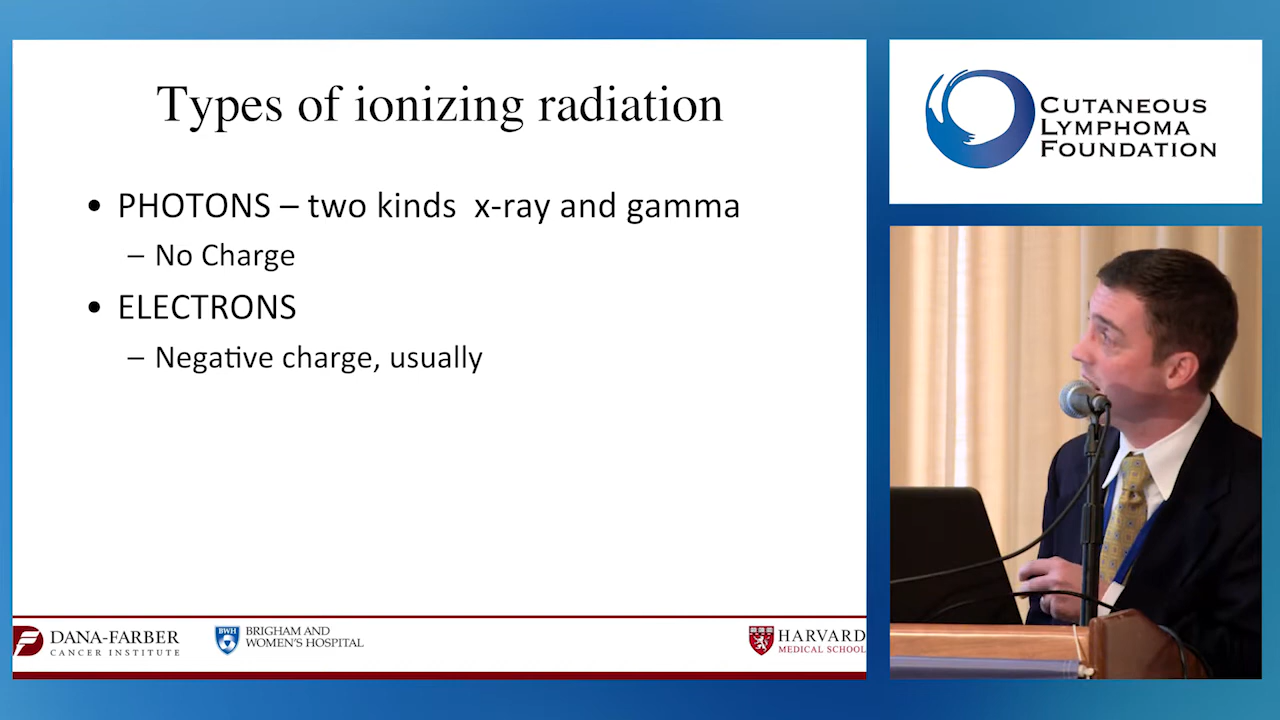 Types of ionizing radiation
• PHOTONS – two kinds x-ray and gamma
– No Charge
• ELECTRONS
– Negative charge, usually
DANA-FARBER
CANCER INSTITUTE
BWH
BRIGHAM AND
WOMEN'S HOSPITAL
HARVARD
MEDICAL SCHOOL
CUTANEOUS
LYMPHOMA
FOUNDATION